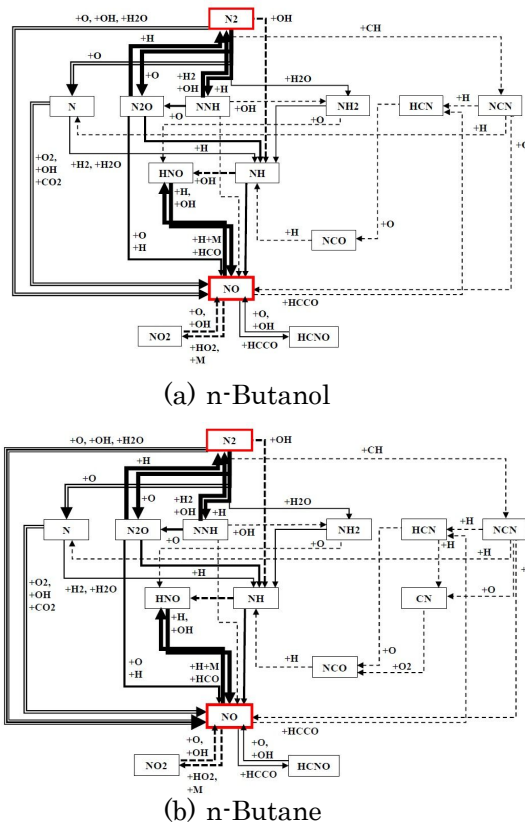 +O, +OH, +H2O
N2
+OH
+H
+CH
+O
+O
+H2
+OH
+H
+H2O
N
N2O
NNH
NH2
HCN
+H
NCN
+O
+OH
+O
+H
+O2,
+OH
+CO2
+H2, +H2O
+H
HNO
+OH
NH
+H,
+OH
+O
+H
NCO
+O
+H
+H+M
+HCO
NO
+HCCO
+O,
+OH
+O,
+OH
NO2
+HO2,
+M
+HCCO
HCNO
(a) n-Butanol
+O, +OH, +H2O
N2
+OH
+H
+CH
+O
+O
+H2
+OH
+H
+H2O
N
N2O
NNH
NH2
HCN
+H
NCN
+O
+OH
+O
+H
+H
+O2,
+OH
+CO2
+H2, +H2O
+H
HNO
NH
CN
+O
+H,
+OH
+O
+H
NCO
+O
+O2
+H
+H+M
+HCO
NO
+HCCO
+O,
+OH
+O,
+OH
NO2
+HO2,
+M
+HCCO
HCNO
(b) n-Butane